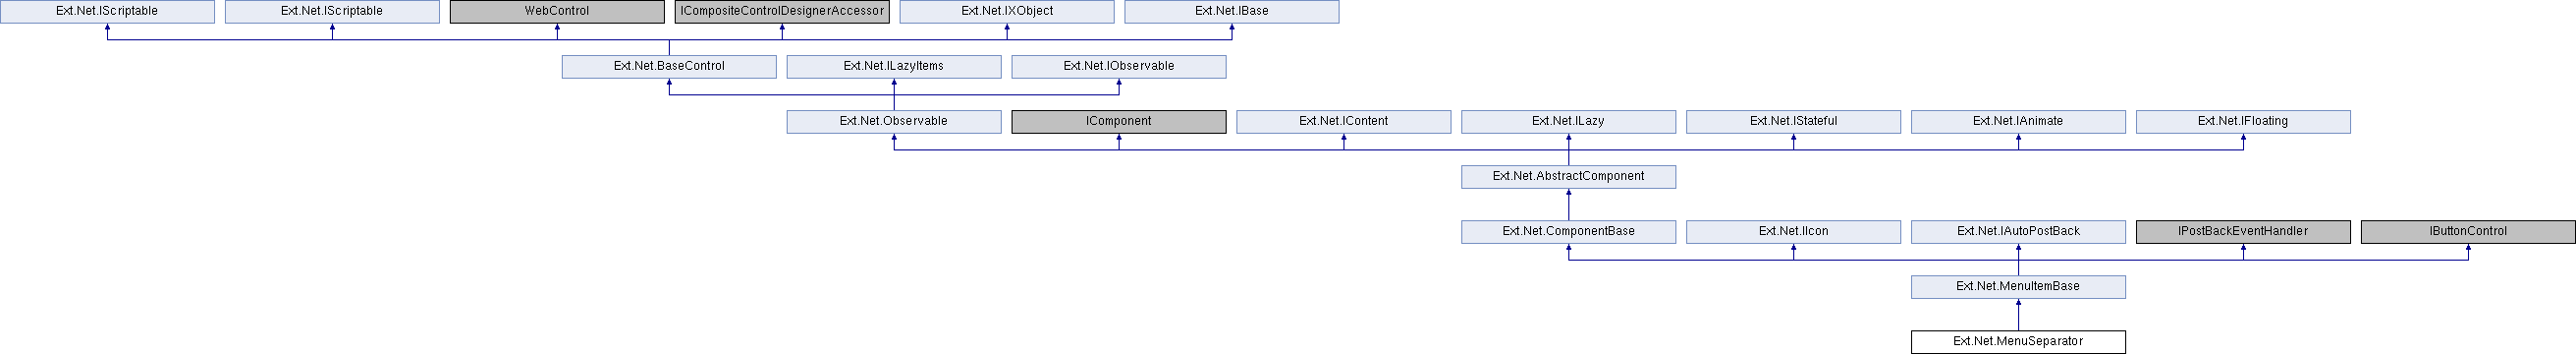 Ext.Net.IScriptable
Ext.Net.IScriptable
WebControl
ICompositeControlDesignerAccessor
Ext.Net.IXObject
Ext.Net.IBase
Ext.Net.BaseControl
Ext.Net.ILazyItems
Ext.Net.IObservable
Ext.Net.Observable
IComponent
Ext.Net.IContent
Ext.Net.ILazy
Ext.Net.IStateful
Ext.Net.IAnimate
Ext.Net.IFloating
Ext.Net.AbstractComponent
Ext.Net.ComponentBase
Ext.Net.IIcon
Ext.Net.IAutoPostBack
IPostBackEventHandler
IButtonControl
Ext.Net.MenuItemBase
Ext.Net.MenuSeparator